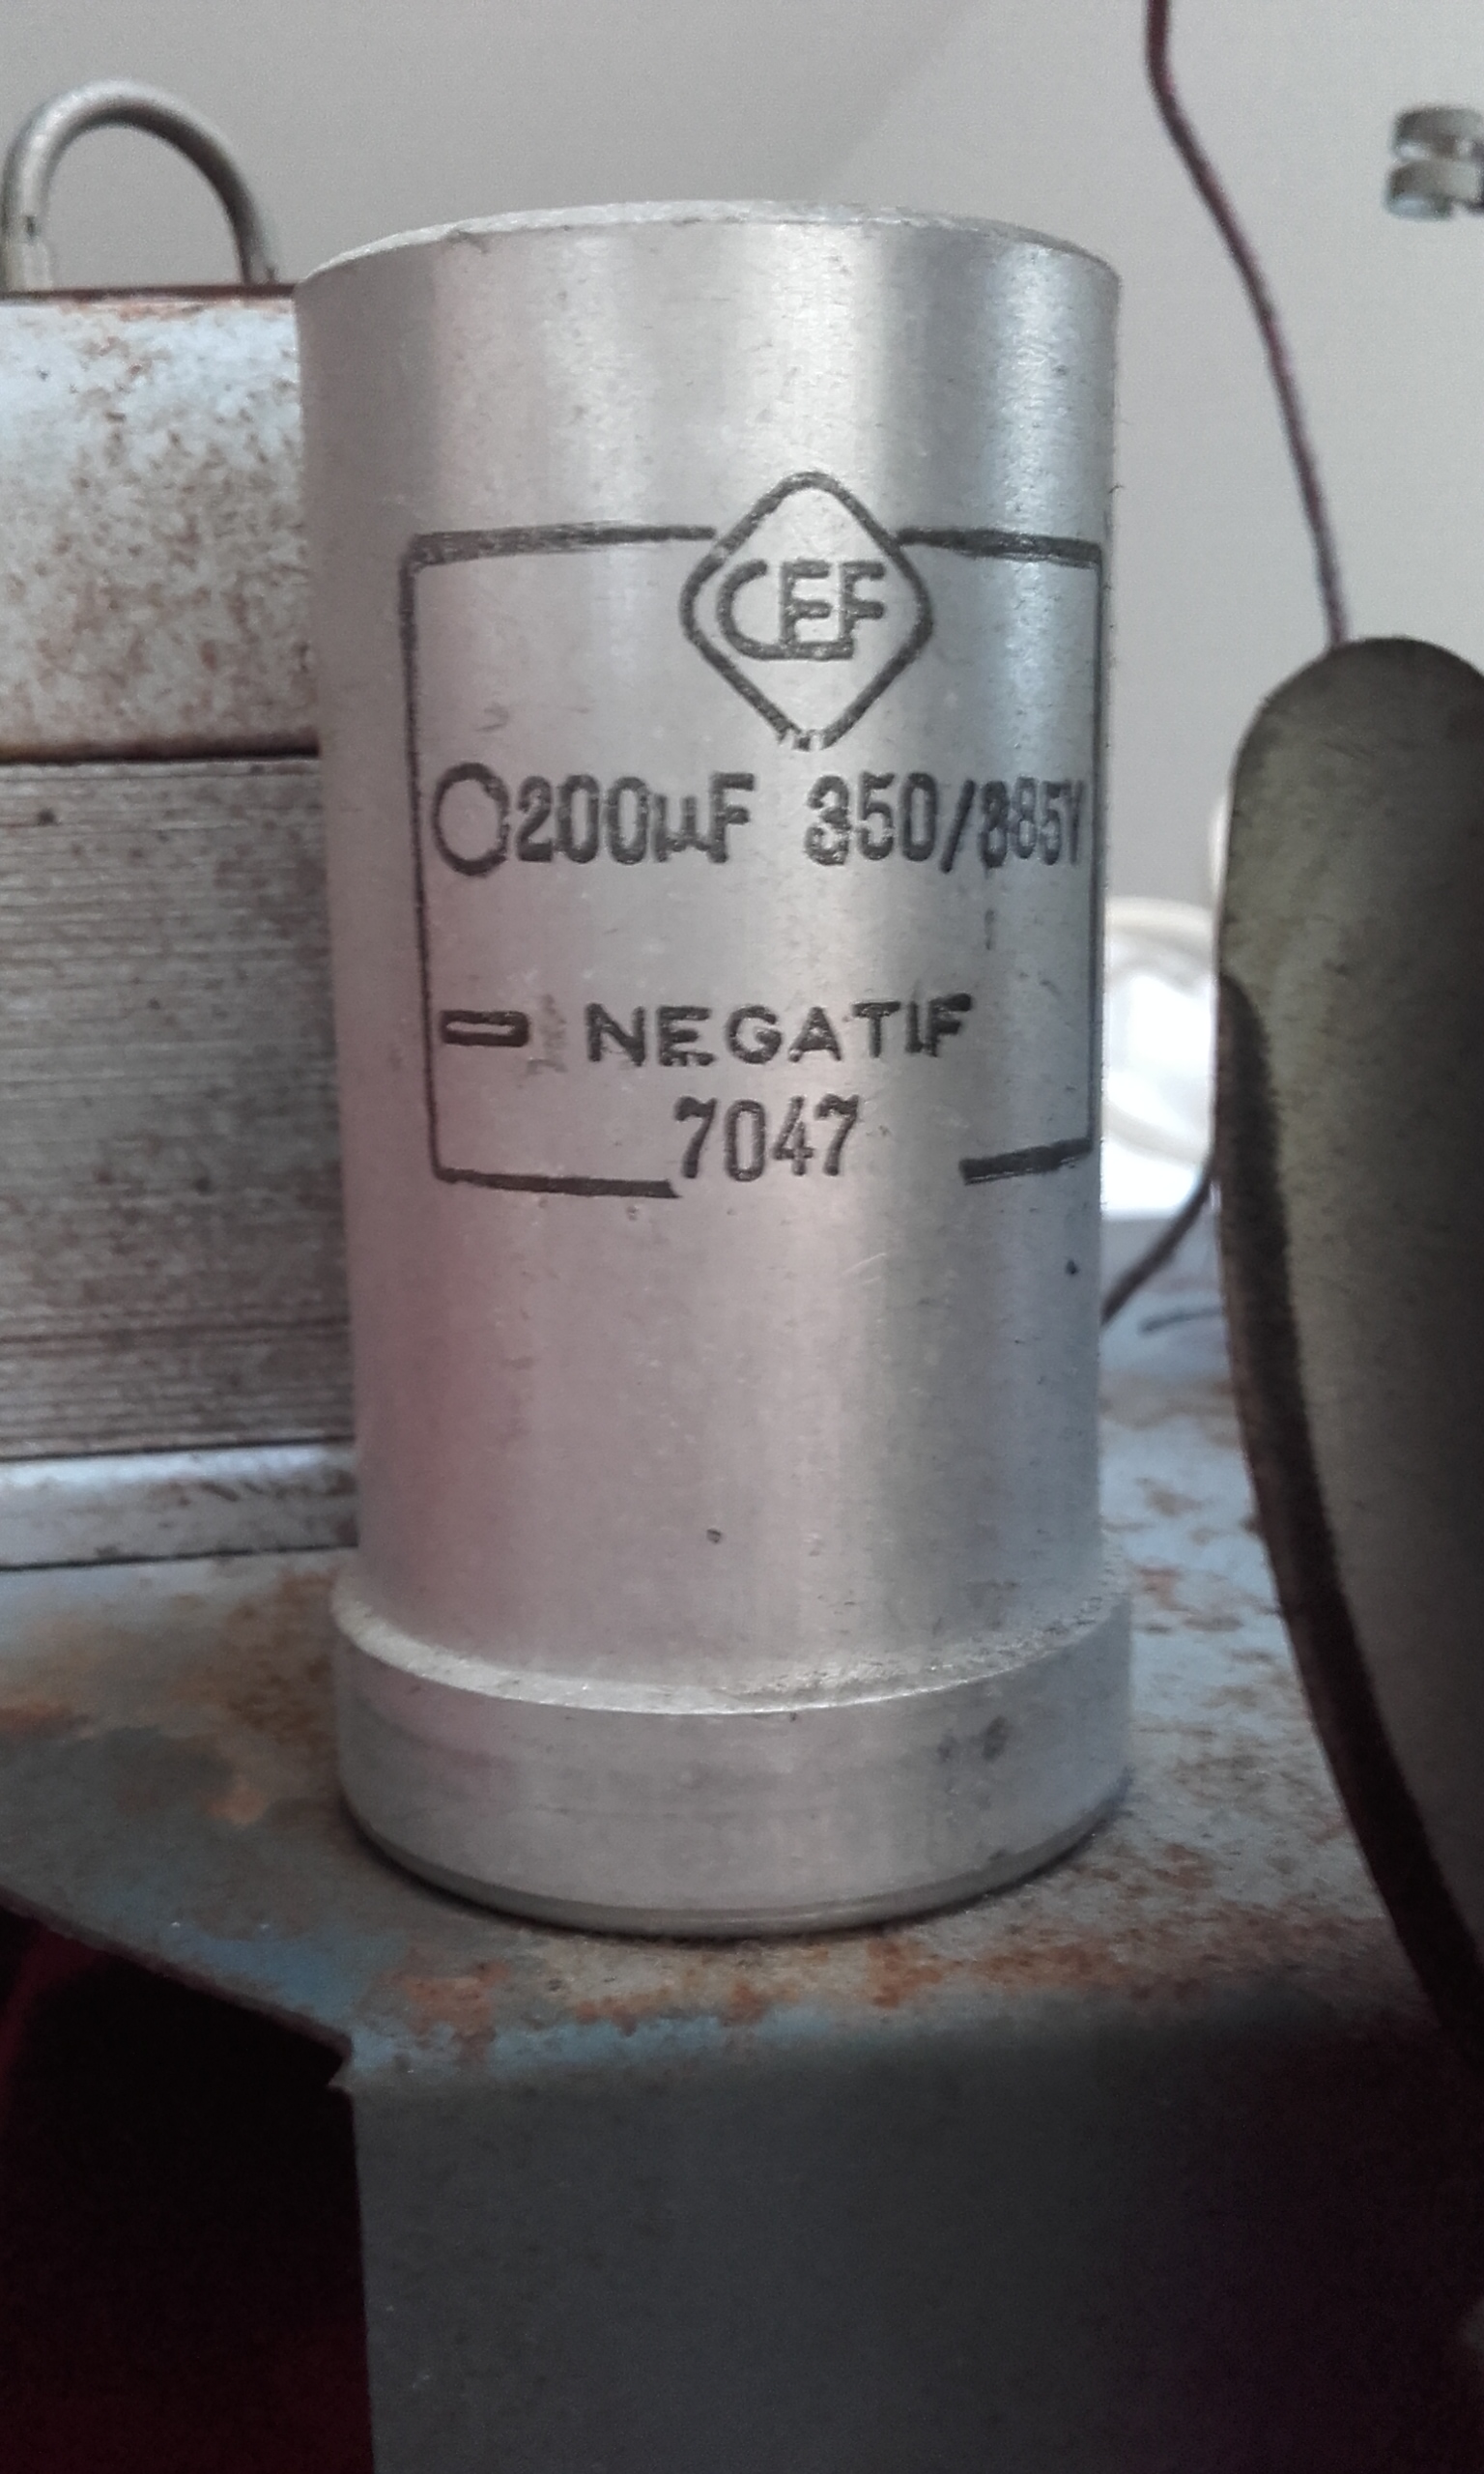 CEF
200µF 350/385V
NEGATIF
7047